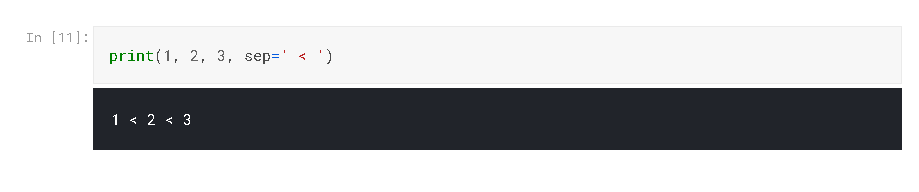 In [11]:
print(1, 2, 3, sep=' < ')
1 < 2 < 3